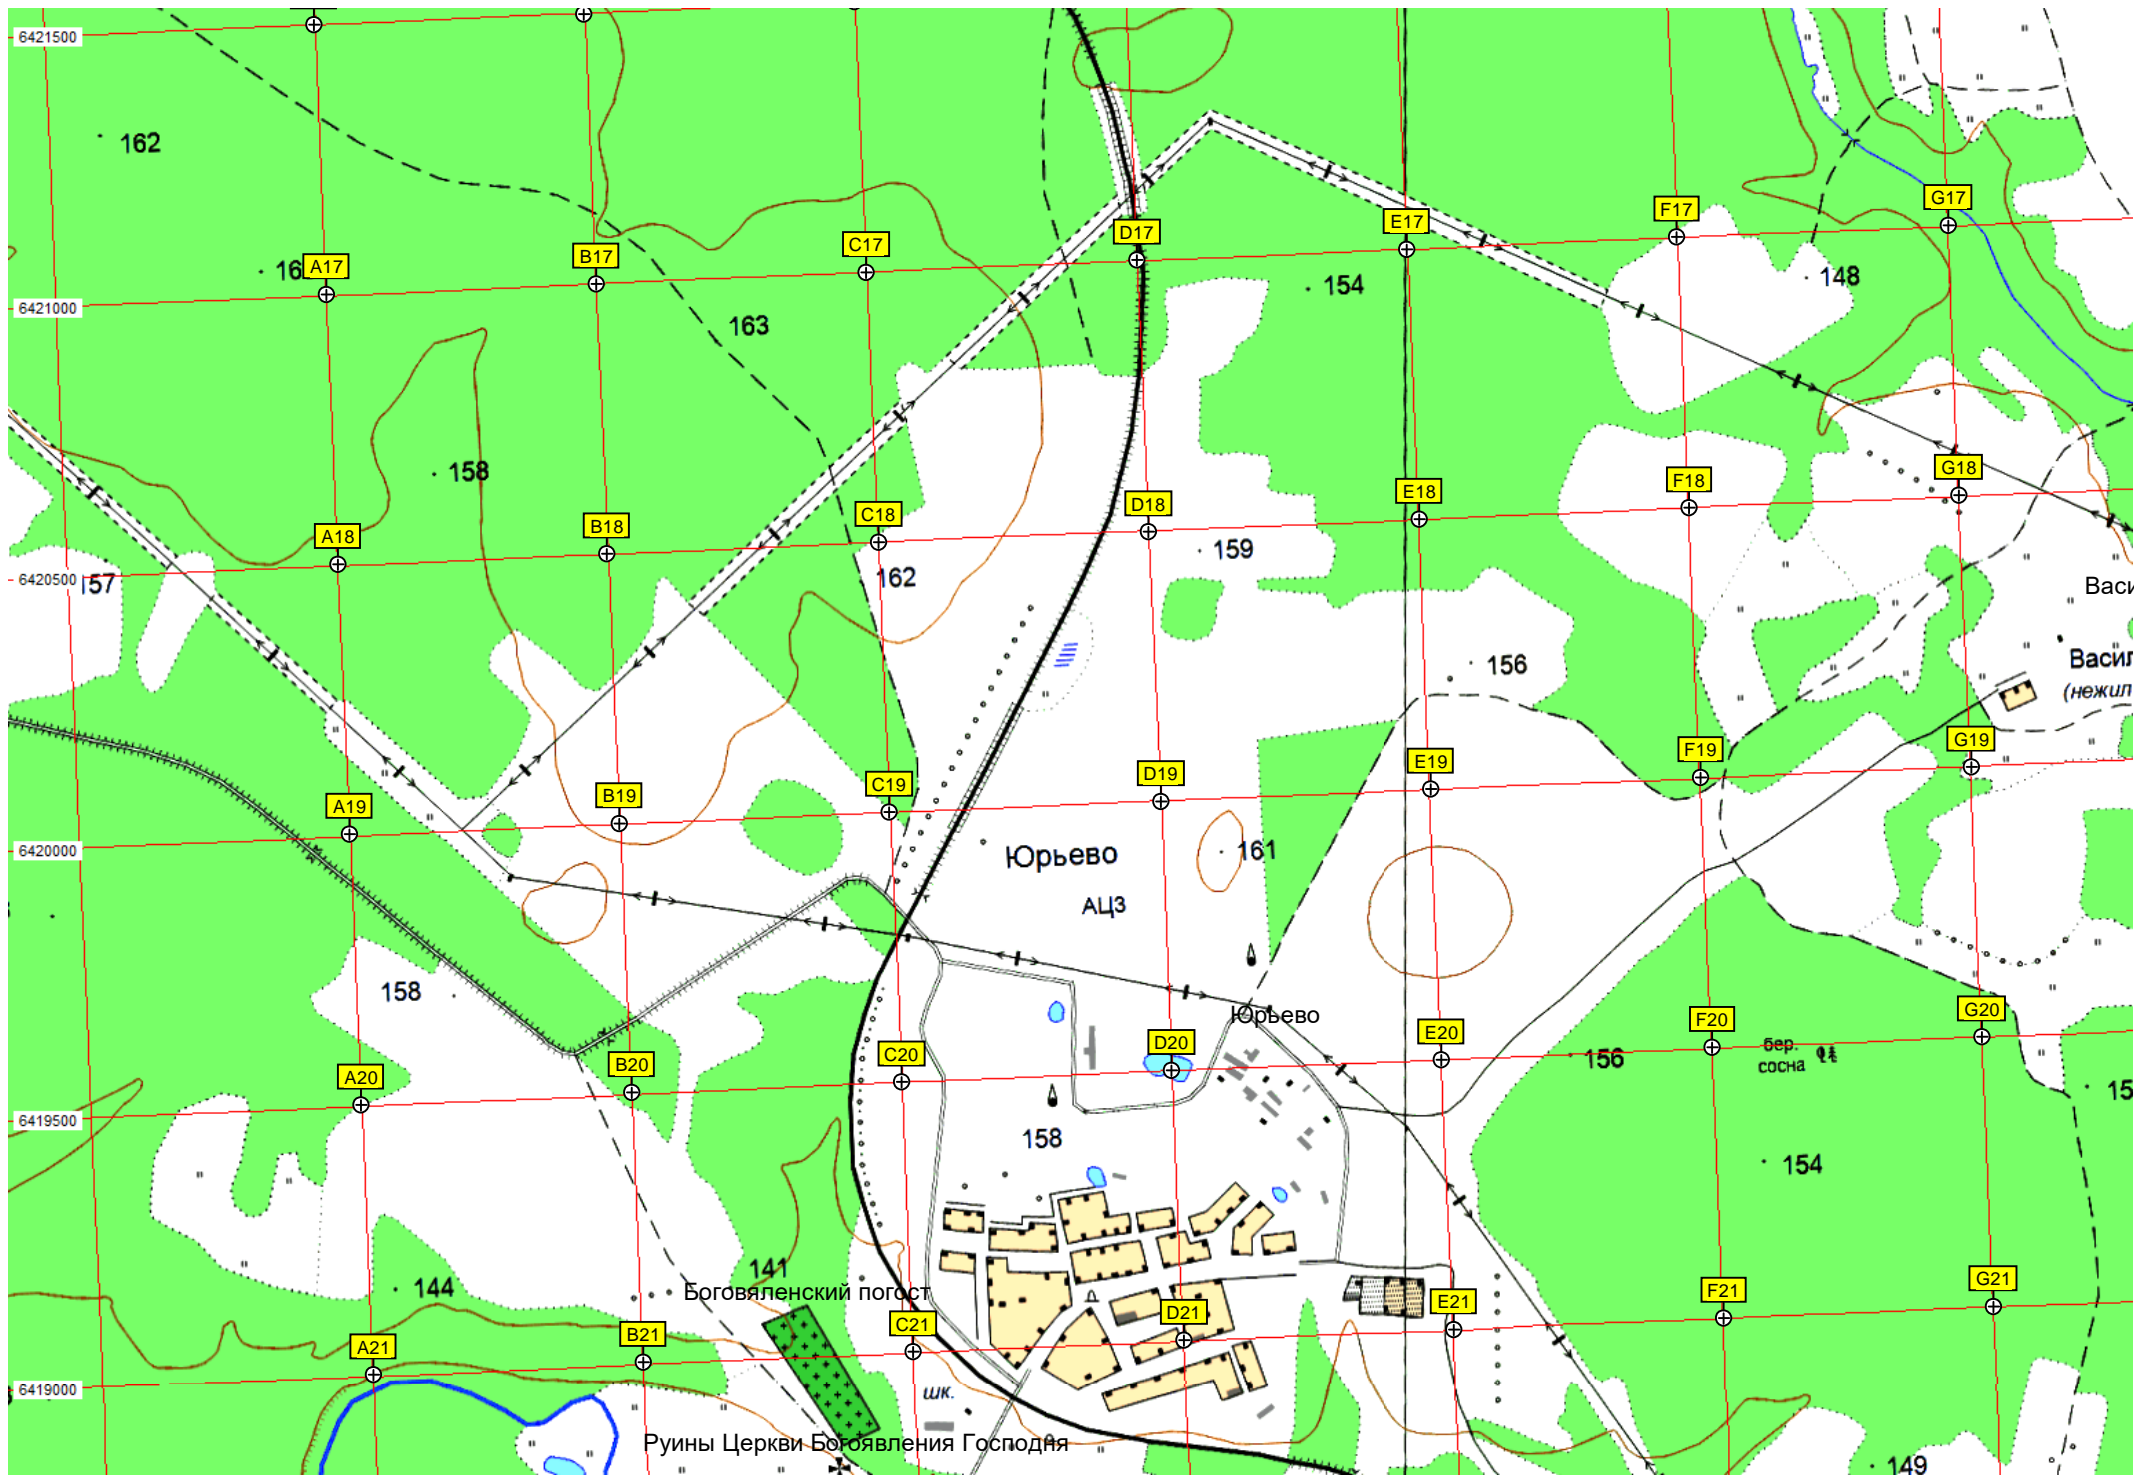 6421500
162
G17
F17
E17
D17
C17
B17
A17
154
148
6421000
163
158
G18
F18
E18
D18
C18
B18
A18
159
6420500
157
162
156
(нежил
G19
F19
E19
D19
C19
B19
A19
6420000
Юрьево
161
АЦЗ
158
Юрьево
G20
F20
E20
D20
C20
B20
A20
156
бер.
сосна
6419500
158
154
141
144
Боговяленский погост
G21
F21
E21
D21
C21
B21
A21
6419000
шк.
Руины Церкви Богоявления Господня
149